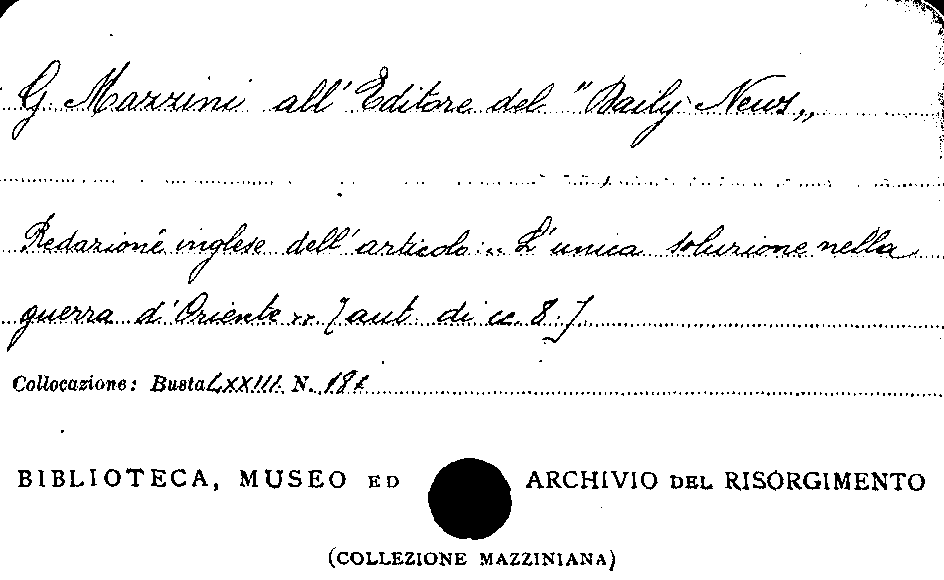 G. Mazzini all' Editore del "Daily News„
Redazione inglese dell' articolo: „L'unica soluzione nella
guerra d'Oriente„ [aut. di cc. 8.]
Collocazione: Busta LXXIII N.
BIBLIOTECA, MUSEO ED ARCHIVIO DEL RISORGIMENTO
(COLLEZIONE MAZZINIANA)